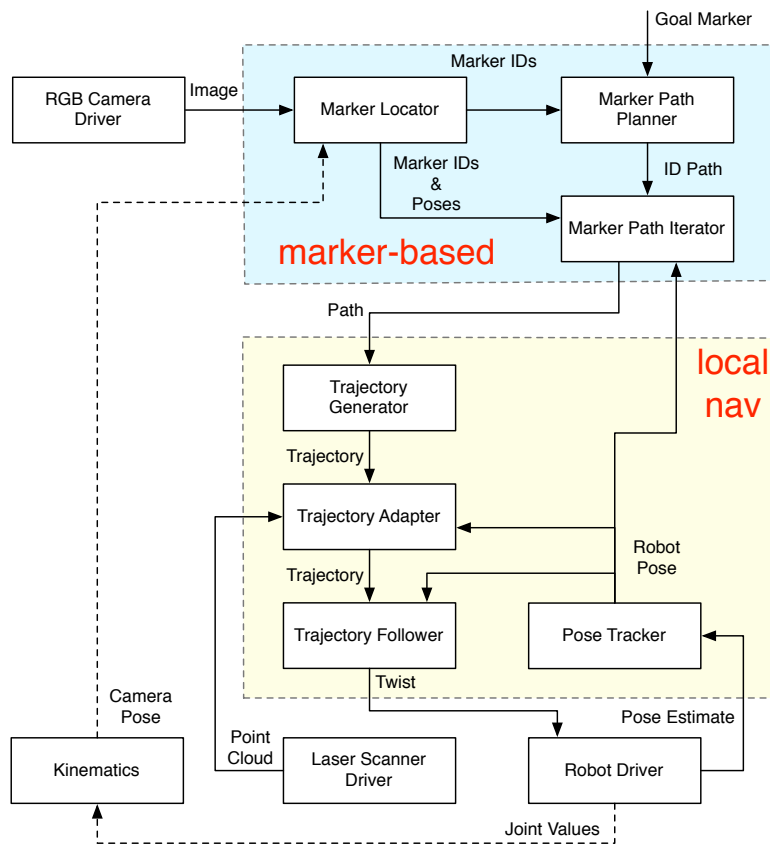 Goal Marker
Marker IDs
RGB Camera
Driver
Image
Marker Locator
Marker Path
Planner
Marker IDs
&
Poses
ID Path
Marker Path Iterator
marker-based
Path
local
nav
Trajectory
Generator
Trajectory
Trajectory Adapter
Robot
Pose
Trajectory
Trajectory Follower
Pose Tracker
Twist
Camera
Pose
Point
Cloud
Pose Estimate
Kinematics
Laser Scanner
Driver
Robot Driver
Joint Values